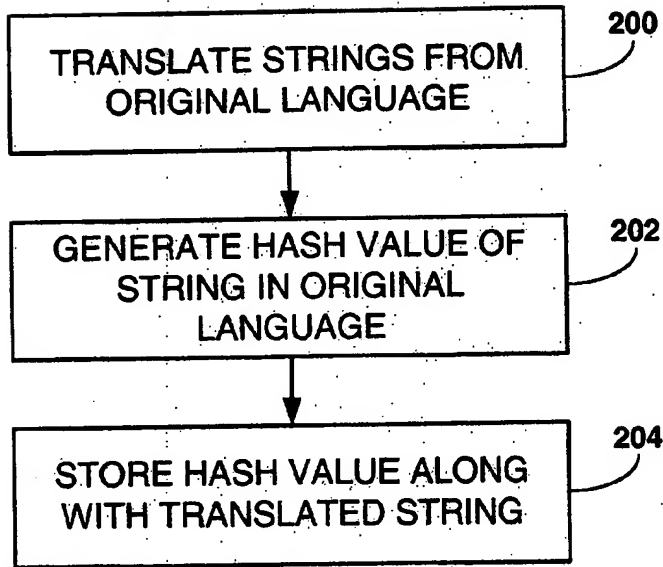 200
TRANSLATE STRINGS FROM
ORIGINAL LANGUAGE
202
GENERATE HASH VALUE OF
STRING IN ORIGINAL
LANGUAGE
204
STORE HASH VALUE ALONG
WITH TRANSLATED STRING